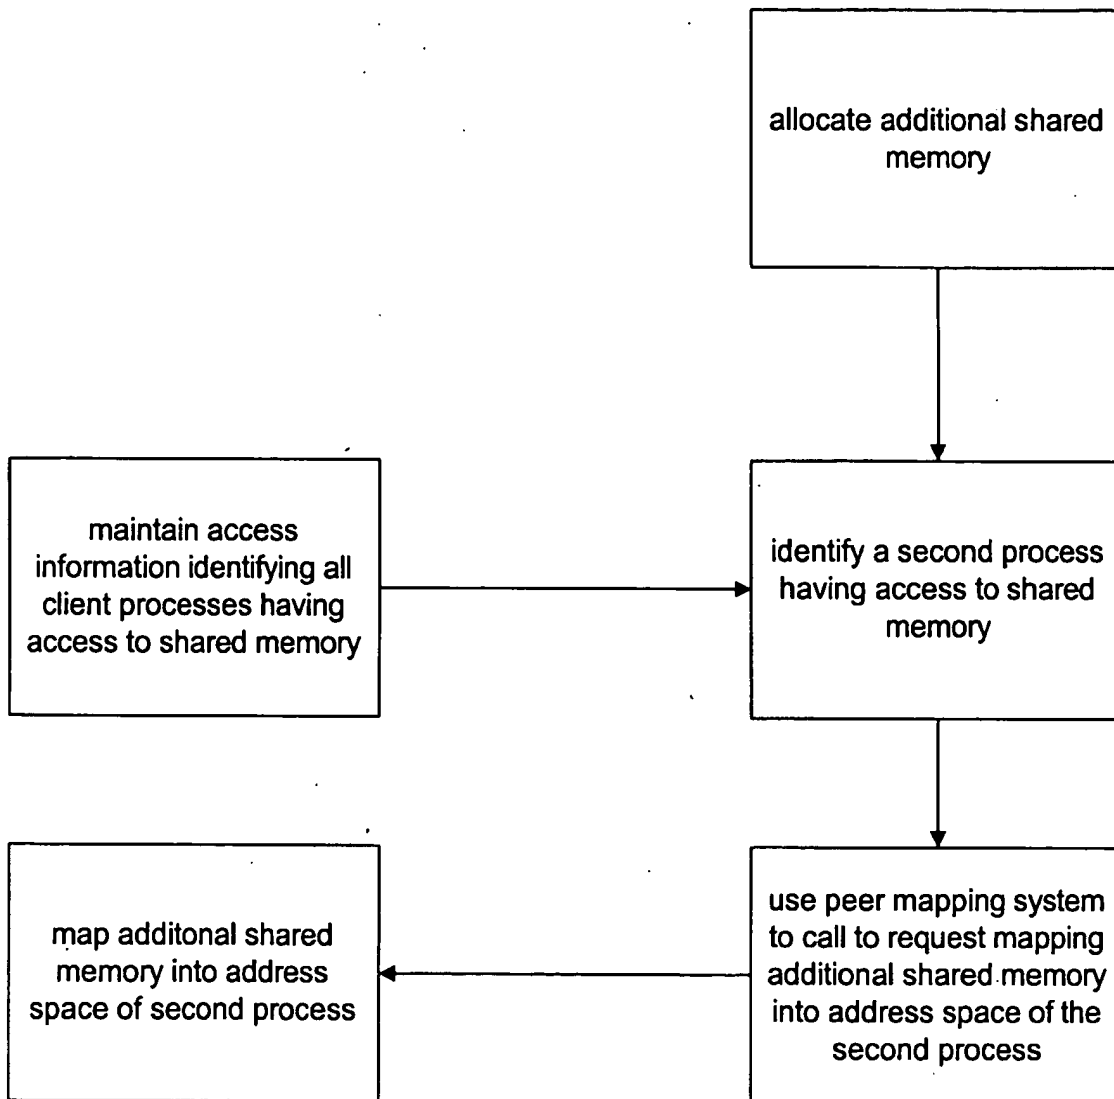 allocate additional shared
memory
maintain access
information identifying all
client processes having
access to shared memory
identify a second process
having access to shared
memory
map additonal shared
memory into address
space of second process
use peer mapping system
to call to request mapping
additional shared memory
into address space of the
second process